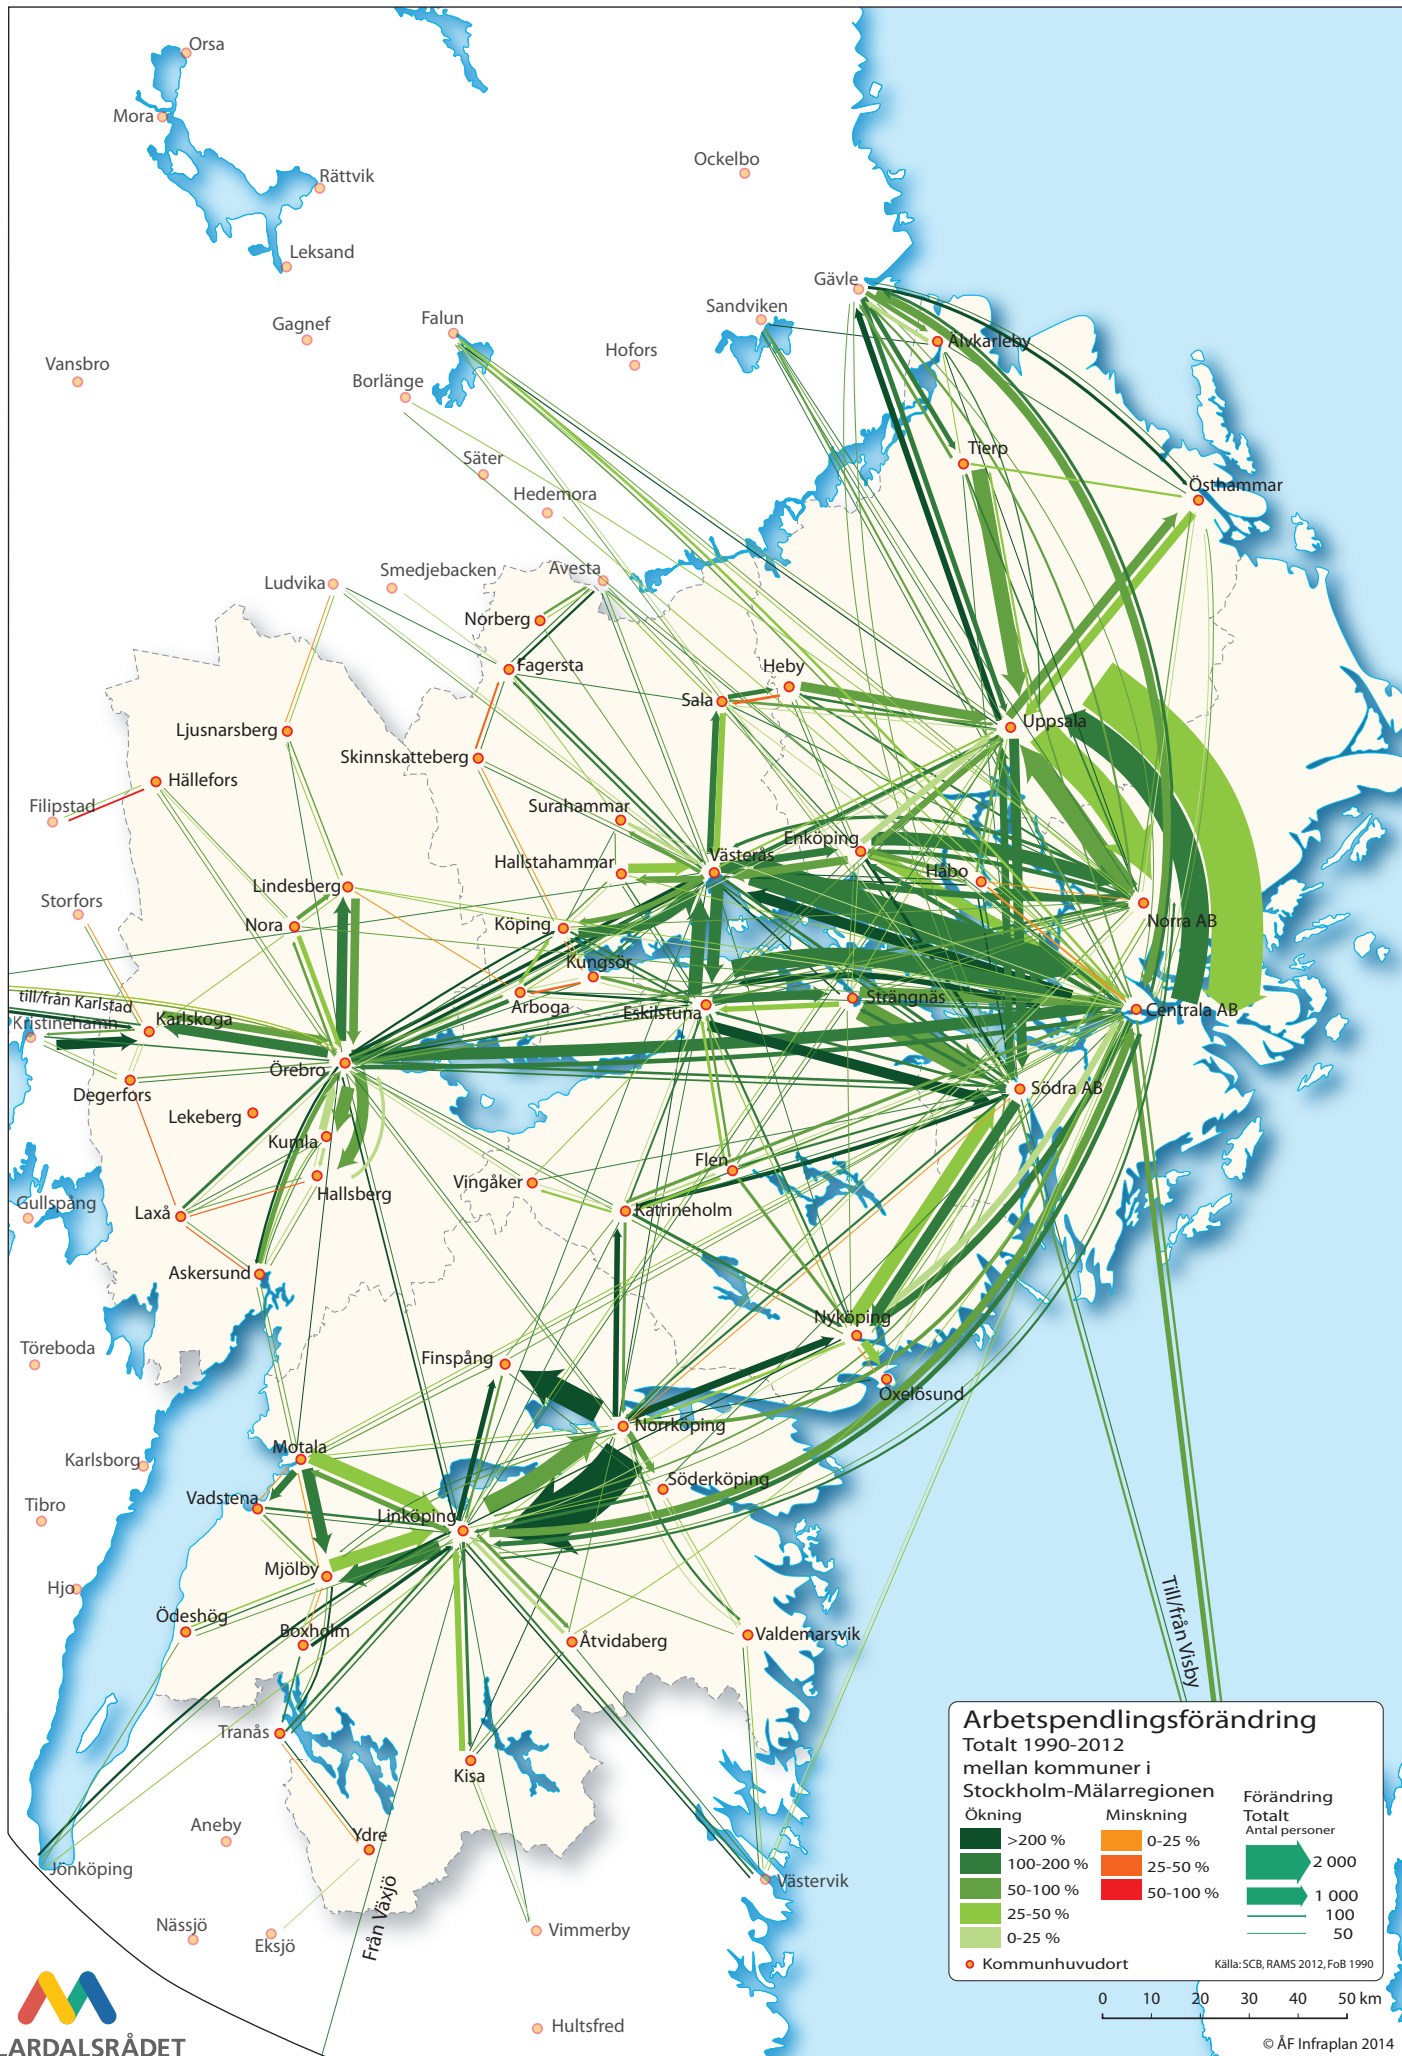 Orsa
Mora
Rättvik
Ockelbo
Leksand
Gävle
Sandviken
Gagnef
Falun
Älvkarleby
Hofors
Vansbro
Borlänge
Tierp
Säter
Östhammar
Hedemora
Avesta
Smedjebacken
Ludvika
Norberg
Fagersta
Heby
Sala
Uppsala
Ljusnarsberg
Skinnskatteberg
Hällefors
Filipstad
Surahammar
Enköping
Västerås
Hallstahammar
Håbo
Lindesberg
Storfors
Norra AB
Nora
Köping
Kungsör
till/från Karlstad
Strängnäs
Arboga
Eskilstuna
Centrala AB
Kristinehamn
Karlskoga
Örebro
Södra AB
Degerfors
Lekeberg
Kumla
Flen
Vingåker
Hallsberg
Gullspång
Laxå
Katrineholm
Askersund
Nyköping
Töreboda
Finspång
Oxelösund
Norrköping
Motala
Karlsborg
Söderköping
Vadstena
Tibro
Linköping
Mjölby
Hjo
Till/från Visby
Ödeshög
Boxholm
Åtvidaberg
Valdemarsvik
Tranås
Kisa
Aneby
Ydre
Jönköping
Västervik
Nässjö
Eksjö
Från Växjö
Vimmerby
Hultsfred
Arbetspendlingsförändring
Totalt 1990-2012
mellan kommuner i
Stockholm-Mälarregionen
Ökning
>200 %
100-200 %
50-100 %
25-50 %
0-25 %
Minskning
0-25 %
25-50 %
50-100 %
Förändring
Totalt
Antal personer
2 000
1 000
100
50
Kommunhuvudort
Källa: SCB, RAMS 2012, FoB 1990
0 10 20 30 40 50 km
© ÅF Infraplan 2014
LARDALSRÅDET